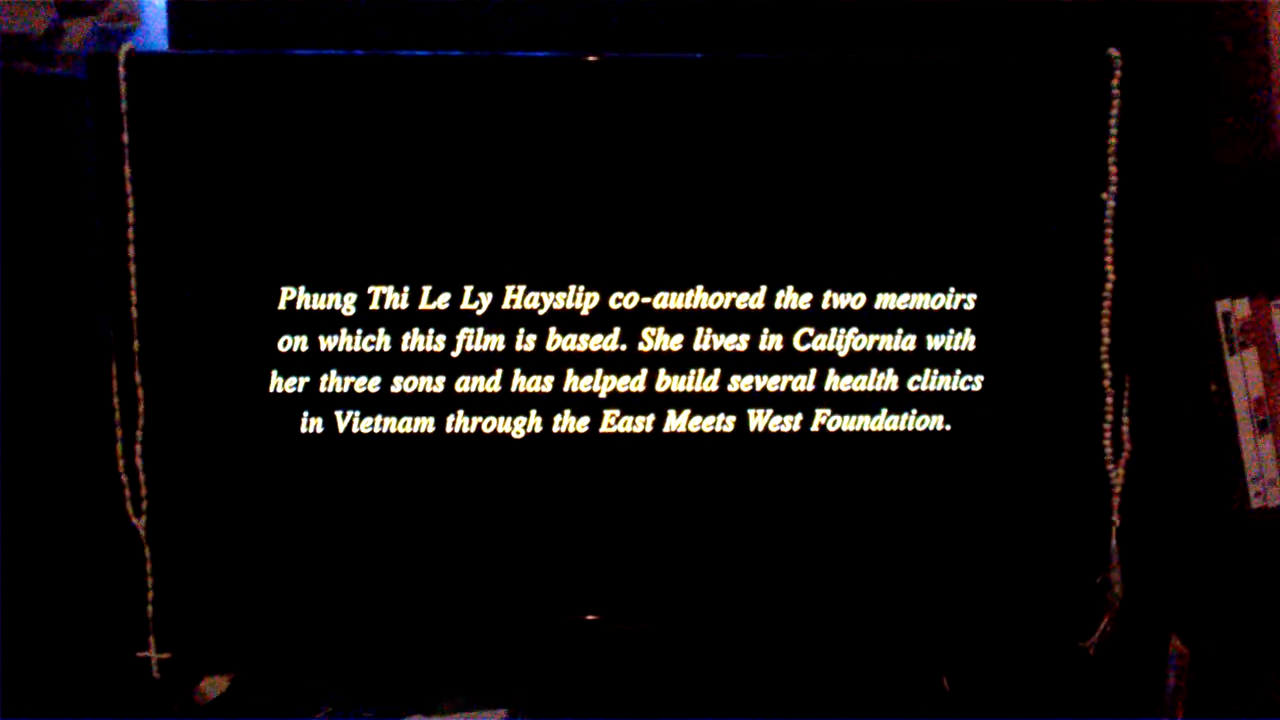 Phung Thi Le Ly Hayslip co-authored the two memoirs
on which this film is based. She lives in California with
her three sons and has helped build several health clinics
in Vietnam through the East Meets West Foundation.